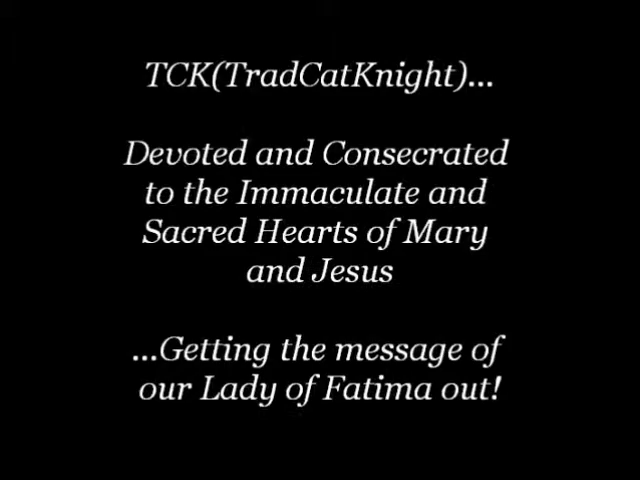 TCK(TradCatKnight)...
Devoted and Consecrated
to the Immaculate and
Sacred Hearts of Mary
and Jesus
...Getting the message of
our Lady of Fatima out!